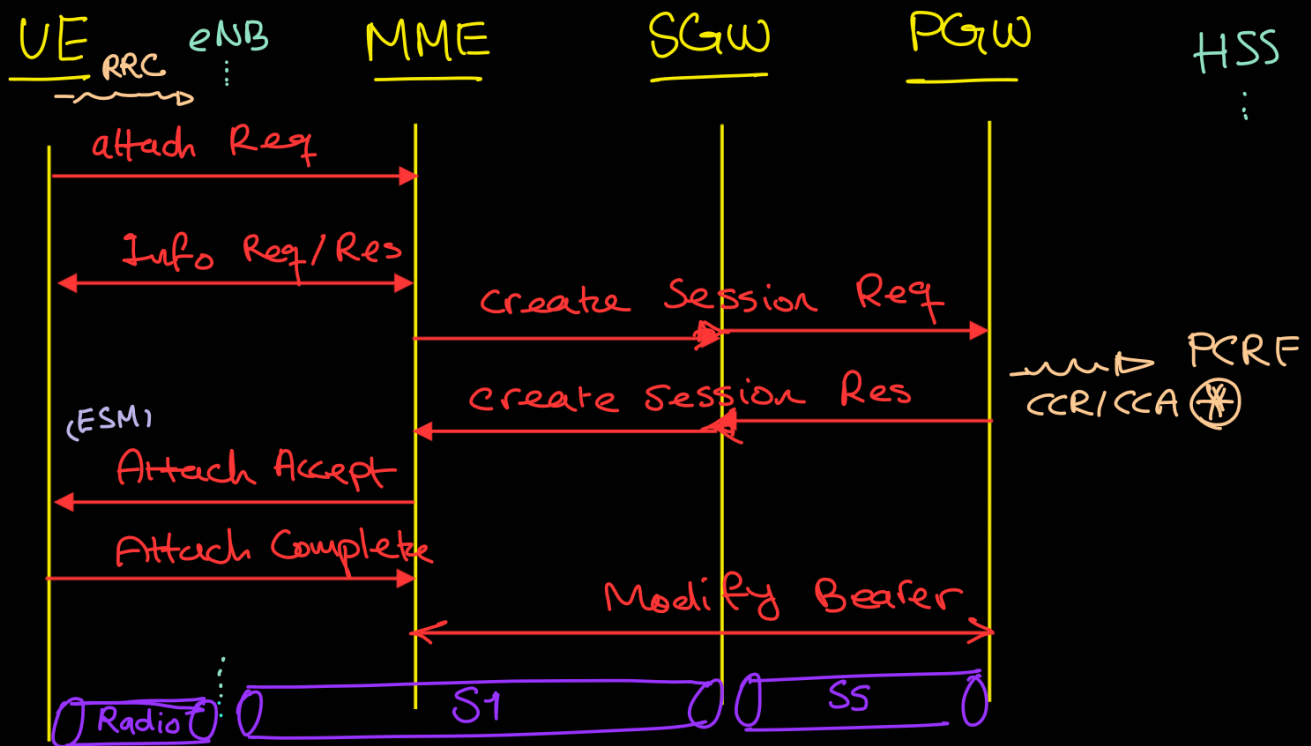 UE eNB MME SGW PGW HSS
RRC
attach Req
Info Req/Res
Create Session Req
PCRF
CCR/CCA *
Create Session Res
(ESM)
Attach Accept
Attach Complete
Modify Bearer
Radio S1 S5